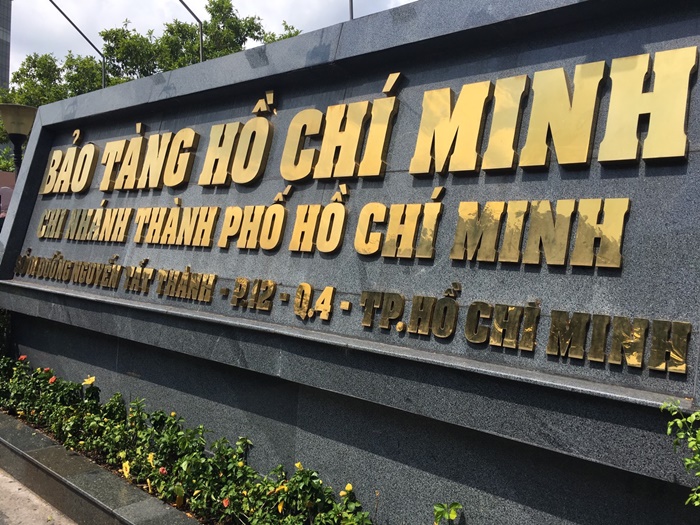 BẢO TÀNG HỒ CHÍ MINH
CHI NHÁNH THÀNH PHỐ HỒ CHÍ MINH
NGUYỄN TẤT THÀNH - P.12 - Q.4 - TP.HỒ CHÍ MINH